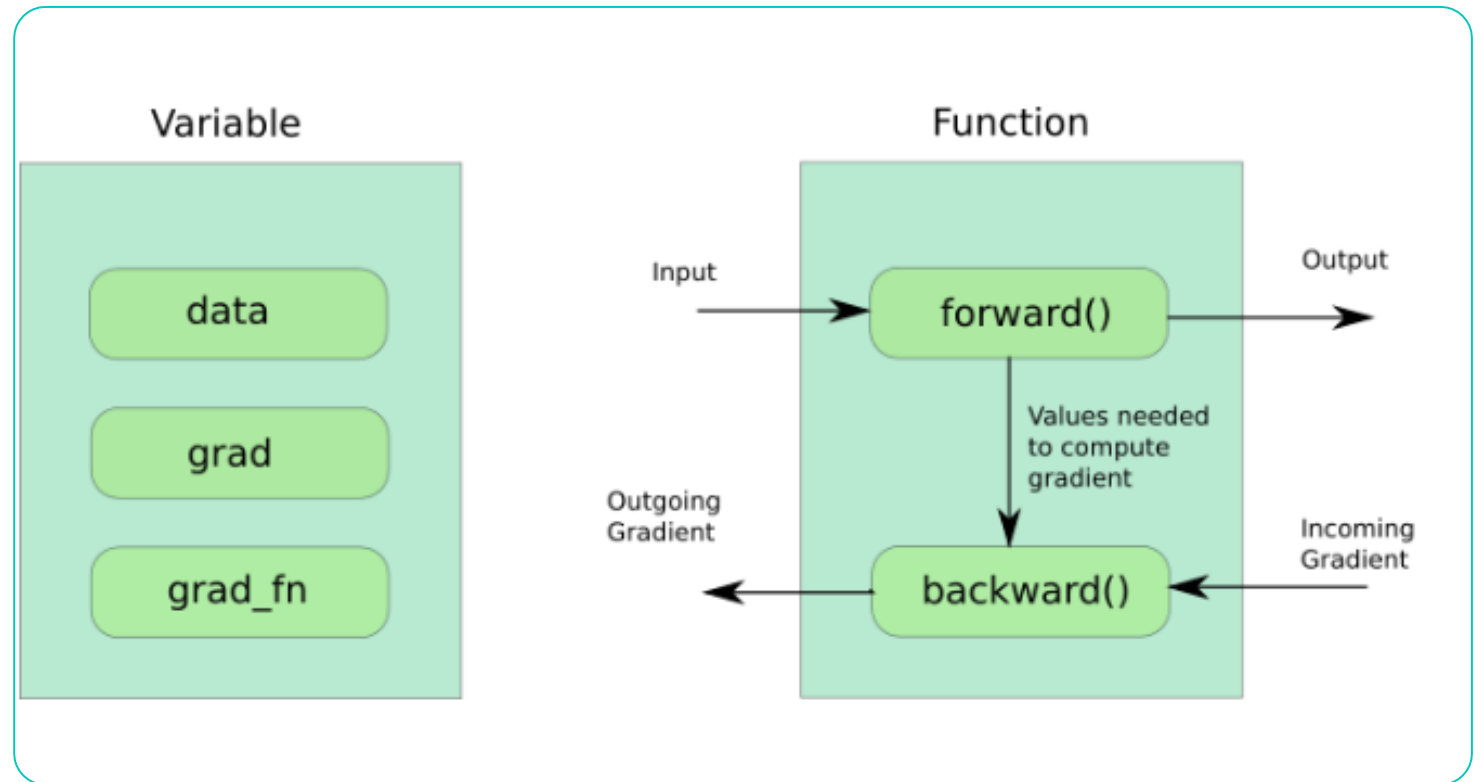 Variable
data
grad
grad_fn
Function
Input
forward()
Output
Values needed
to compute
gradient
Outgoing
Gradient
backward()
Incoming
Gradient